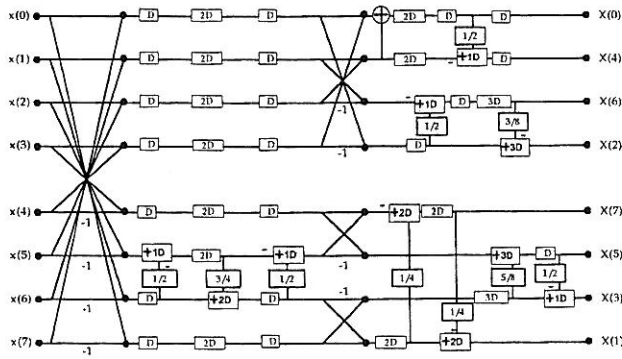 x(0) D 2D D 2D D D X(0)
1/2
x(1) D 2D D 2D - +1D D X(4)
x(2) D 2D D -1 - +1D D 3D X(6)
1/2 3/8
x(3) D 2D D -1 D - +3D X(2)
x(4) -1 D 2D D - +2D 2D X(7)
x(5) -1 +1D 2D - +1D +3D D X(5)
- 1/2 3/4 1/2 -1 1/4 5/8 1/2
x(6) -1 D +2D D -1 3D - +1D X(3)
1/4
x(7) -1 D 2D D 2D - +2D X(1)